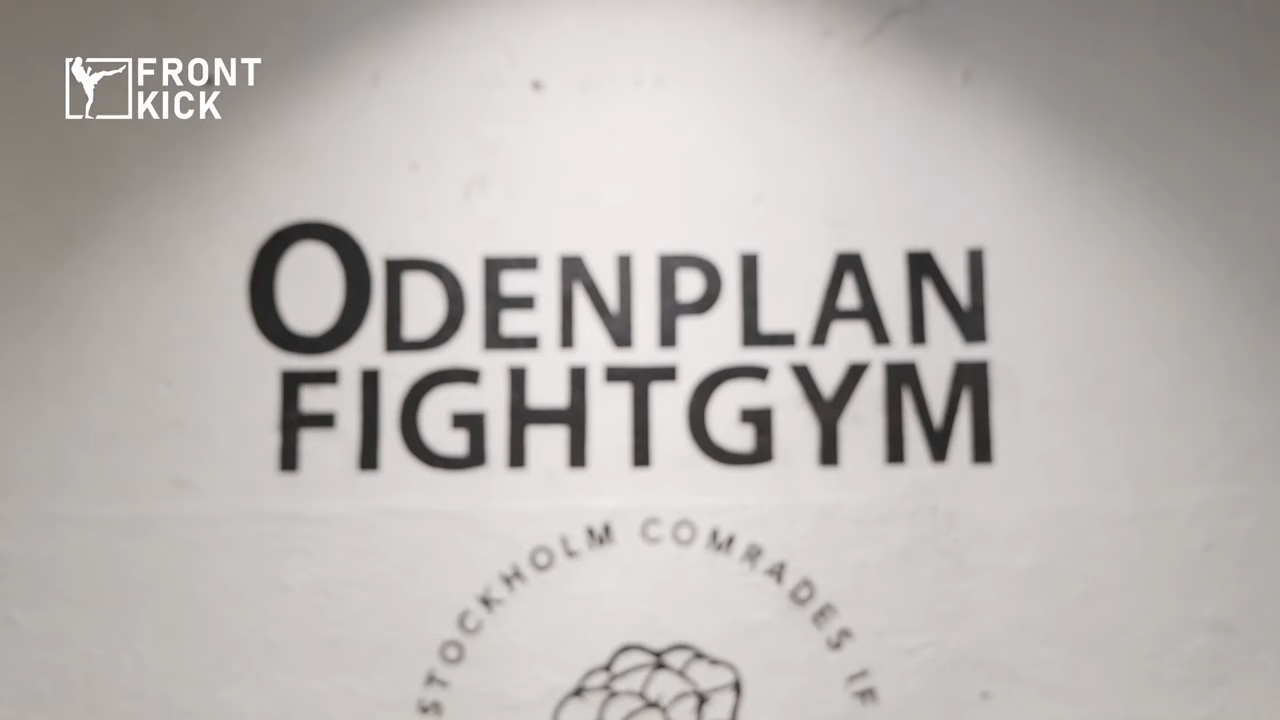 FRONT
KICK
ODENPLAN
FIGHTGYM
STOCKHOLM COMRADES IF